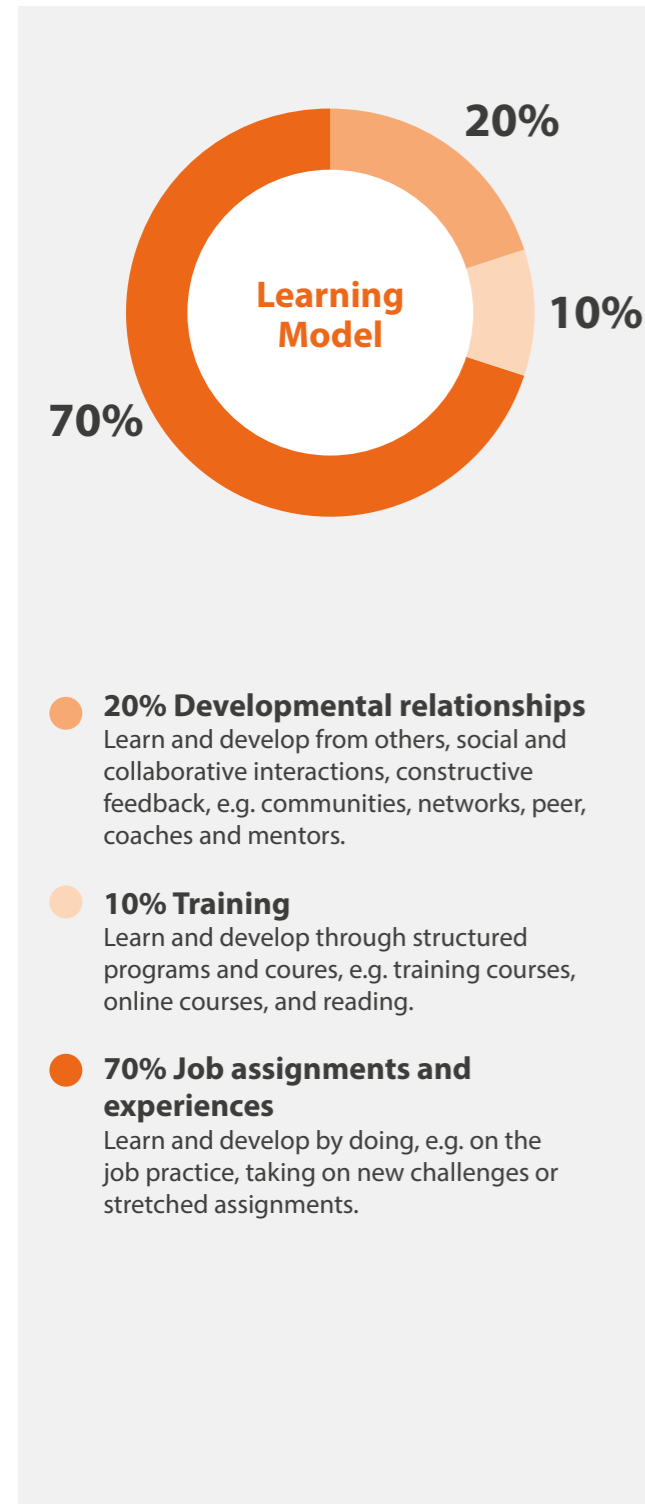 20%
Learning
Model
10%
70%
20% Developmental relationships
Learn and develop from others, social and
collaborative interactions, constructive
feedback, e.g. communities, networks, peer,
coaches and mentors.
10% Training
Learn and develop through structured
programs and coures, e.g. training courses,
online courses, and reading.
70% Job assignments and
experiences
Learn and develop by doing, e.g. on the
job practice, taking on new challenges or
stretched assignments.